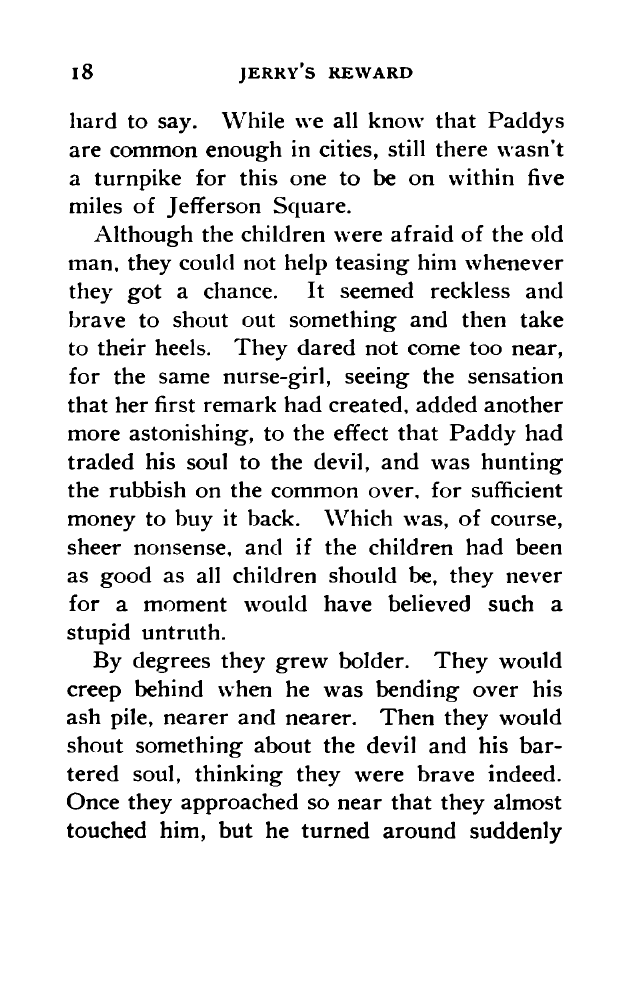 18 JERRY'S REWARD
hard to say. While we all know that Paddys
are common enough in cities, still there wasn't
a turnpike for this one to be on within five
miles of Jefferson Square.
Although the children were afraid of the old
man, they could not help teasing him whenever
they got a chance. It seemed reckless and
brave to shout out something and then take
to their heels. They dared not come too near,
for the same nurse-girl, seeing the sensation
that her first remark had created, added another
more astonishing, to the effect that Paddy had
traded his soul to the devil, and was hunting
the rubbish on the common over, for sufficient
money to buy it back. Which was, of course,
sheer nonsense, and if the children had been
as good as all children should be, they never
for a moment would have believed such a
stupid untruth.
By degrees they grew bolder. They would
creep behind when he was bending over his
ash pile, nearer and nearer. Then they would
shout something about the devil and his bar-
tered soul, thinking they were brave indeed.
Once they approached so near that they almost
touched him, but he turned around suddenly